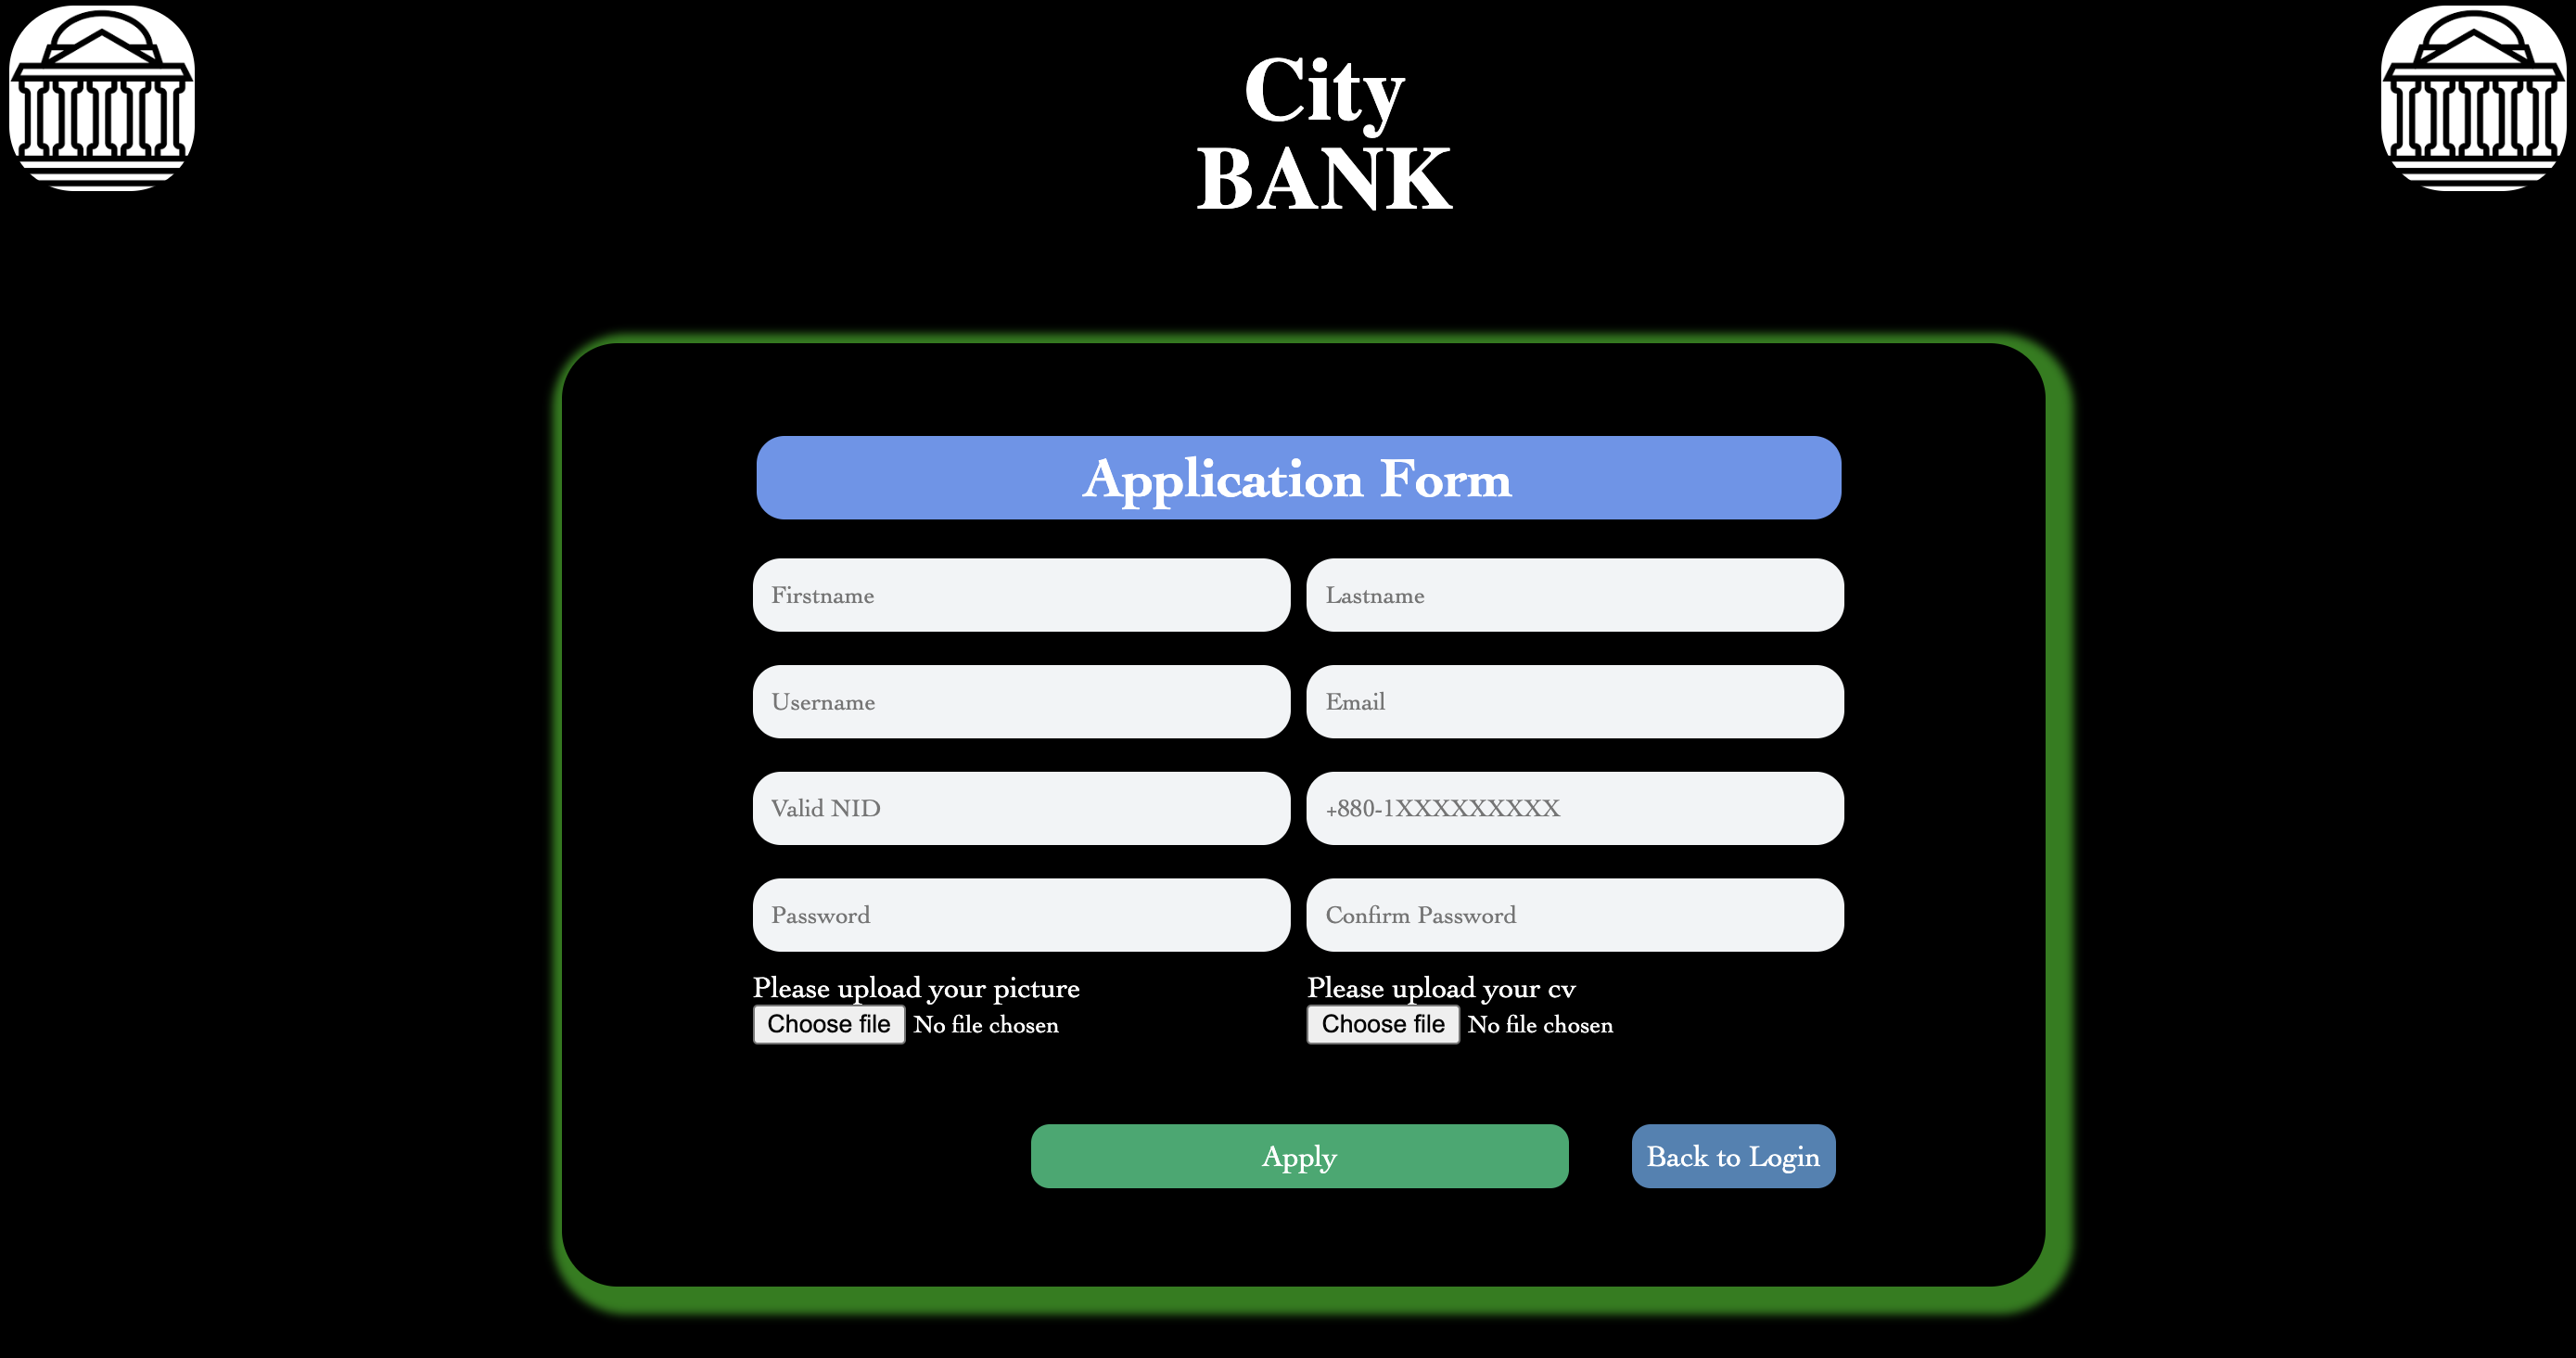 City
BANK
Application Form
Firstname
Lastname
Username
Email
Valid NID
+880-1XXXXXXXXX
Password
Confirm Password
Please upload your picture
Choose file No file chosen
Please upload your cv
Choose file No file chosen
Apply
Back to Login